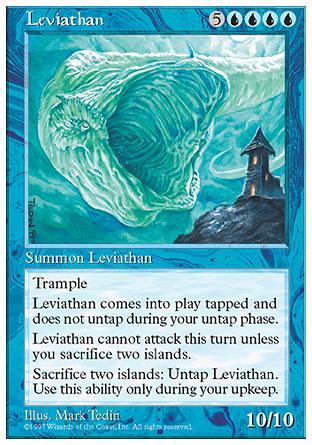 Leviathan 5
Tedin 94
Summon Leviathan
Trample
Leviathan comes into play tapped and
does not untap during your untap phase.
Leviathan cannot attack this turn unless
you sacrifice two islands.
Sacrifice two islands: Untap Leviathan.
Use this ability only during your upkeep.
Illus. Mark Tedin
©1997 Wizards of the Coast, Inc. All rights reserved.
10/10